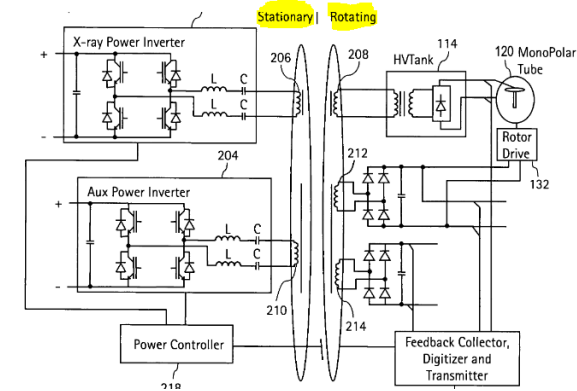 Stationary | Rotating
X-ray Power Inverter
+
-
L
C
L
C
206
208
114
HVTank
120 MonoPolar
Tube
Rotor
Drive
132
204
Aux Power Inverter
+
-
L
C
L
C
210
212
214
Power Controller
218
Feedback Collector,
Digitizer and
Transmitter